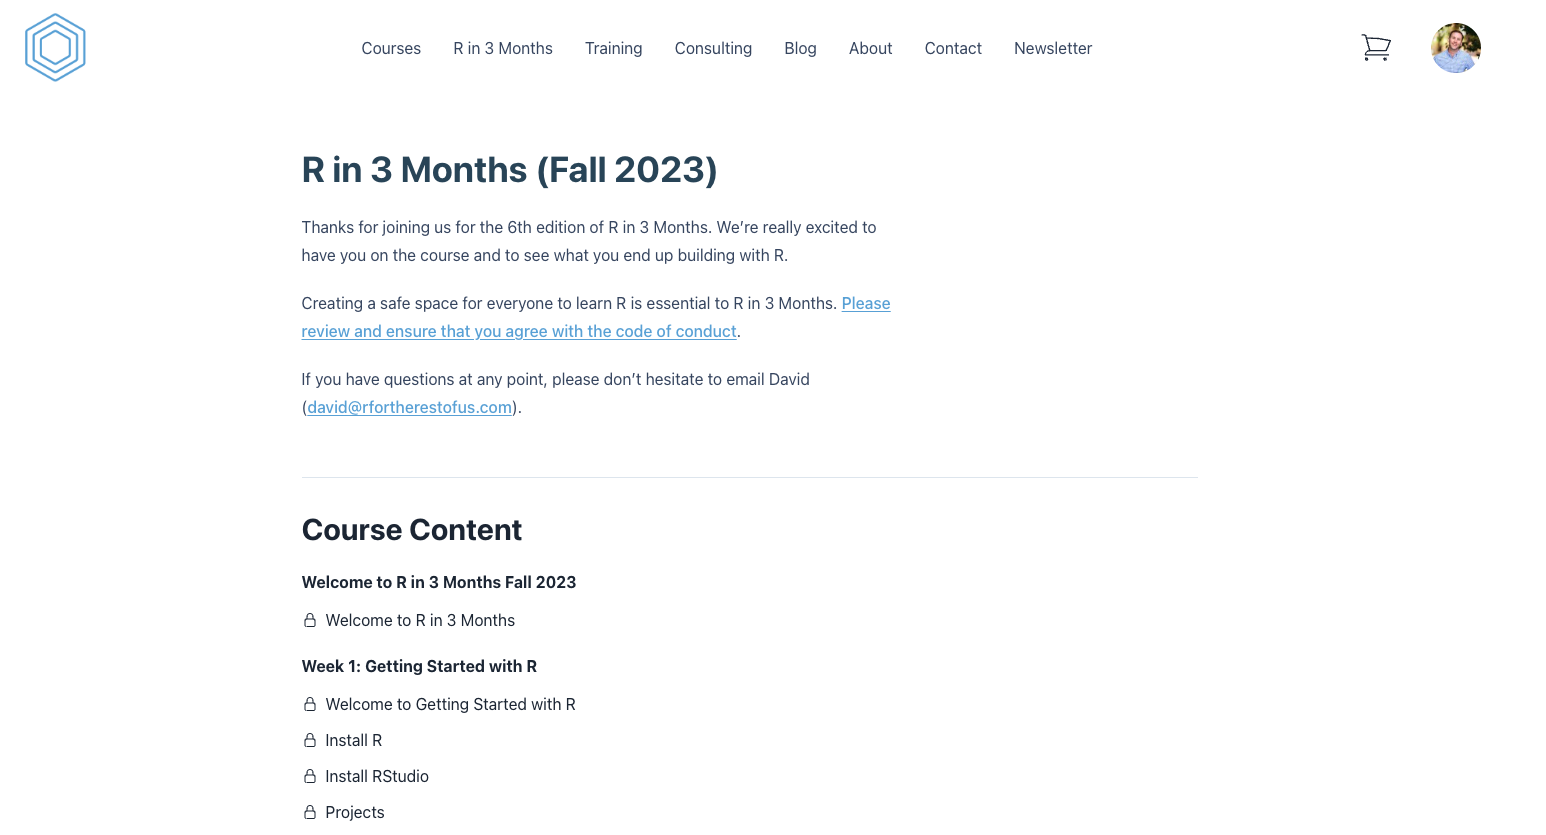 Courses
R in 3 Months
Training
Consulting
Blog
About
Contact
Newsletter
R in 3 Months (Fall 2023)
Thanks for joining us for the 6th edition of R in 3 Months. We’re really excited to
have you on the course and to see what you end up building with R.
Creating a safe space for everyone to learn R is essential to R in 3 Months. Please
review and ensure that you agree with the code of conduct.
If you have questions at any point, please don’t hesitate to email David
(david@rfortherestofus.com).
Course Content
Welcome to R in 3 Months Fall 2023
Welcome to R in 3 Months
Week 1: Getting Started with R
Welcome to Getting Started with R
Install R
Install RStudio
Projects